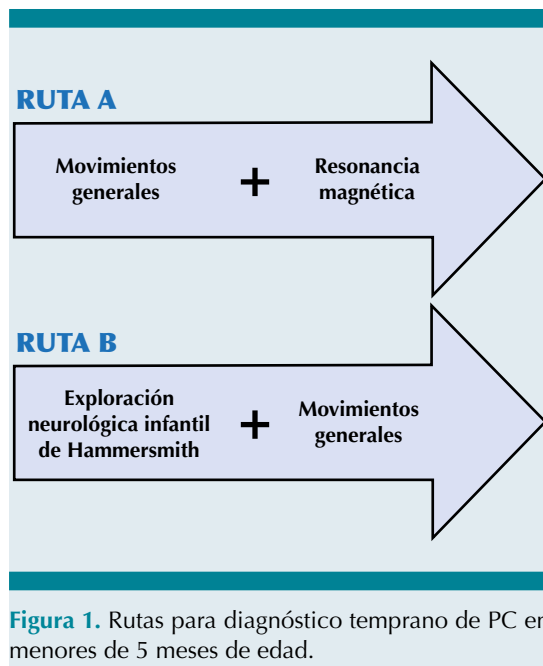 RUTA A
Movimientos
generales
+
Resonancia
magnética
RUTA B
Exploración
neurológica infantil
de Hammersmith
+
Movimientos
generales
Figura 1. Rutas para diagnóstico temprano de PC en
menores de 5 meses de edad.